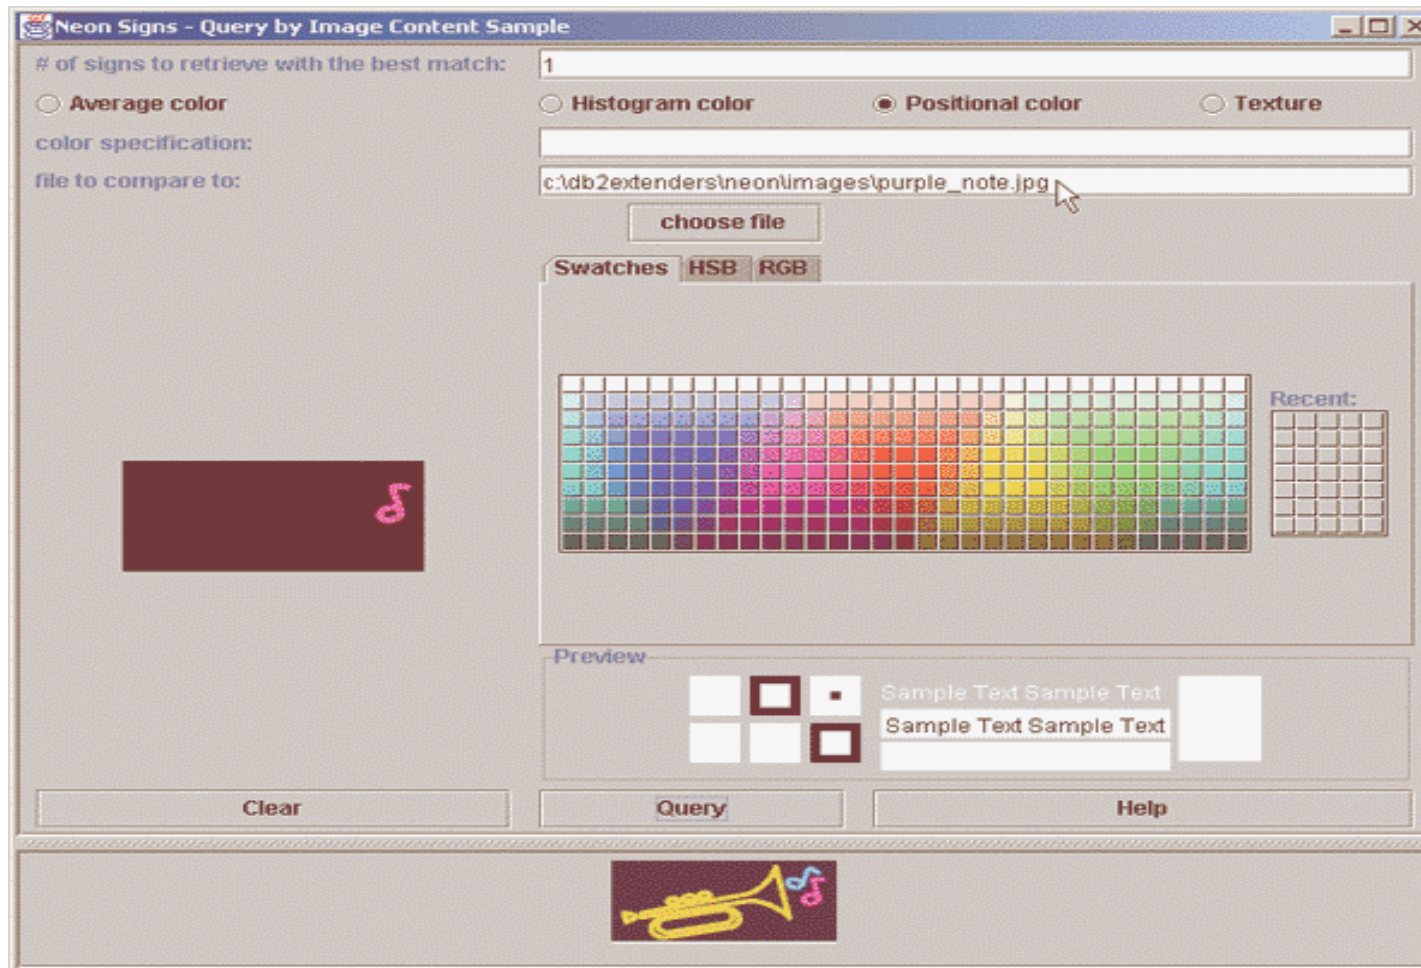 Neon Signs - Query by Image Content Sample
# of signs to retrieve with the best match:
1
Average color
Histogram color
Positional color
Texture
color specification:
file to compare to:
c:\db2extenders\neon\images\purple_note.jpg
choose file
Swatches
HSB
RGB
Recent:
Preview
Sample Text Sample Text
Sample Text Sample Text
Clear
Query
Help